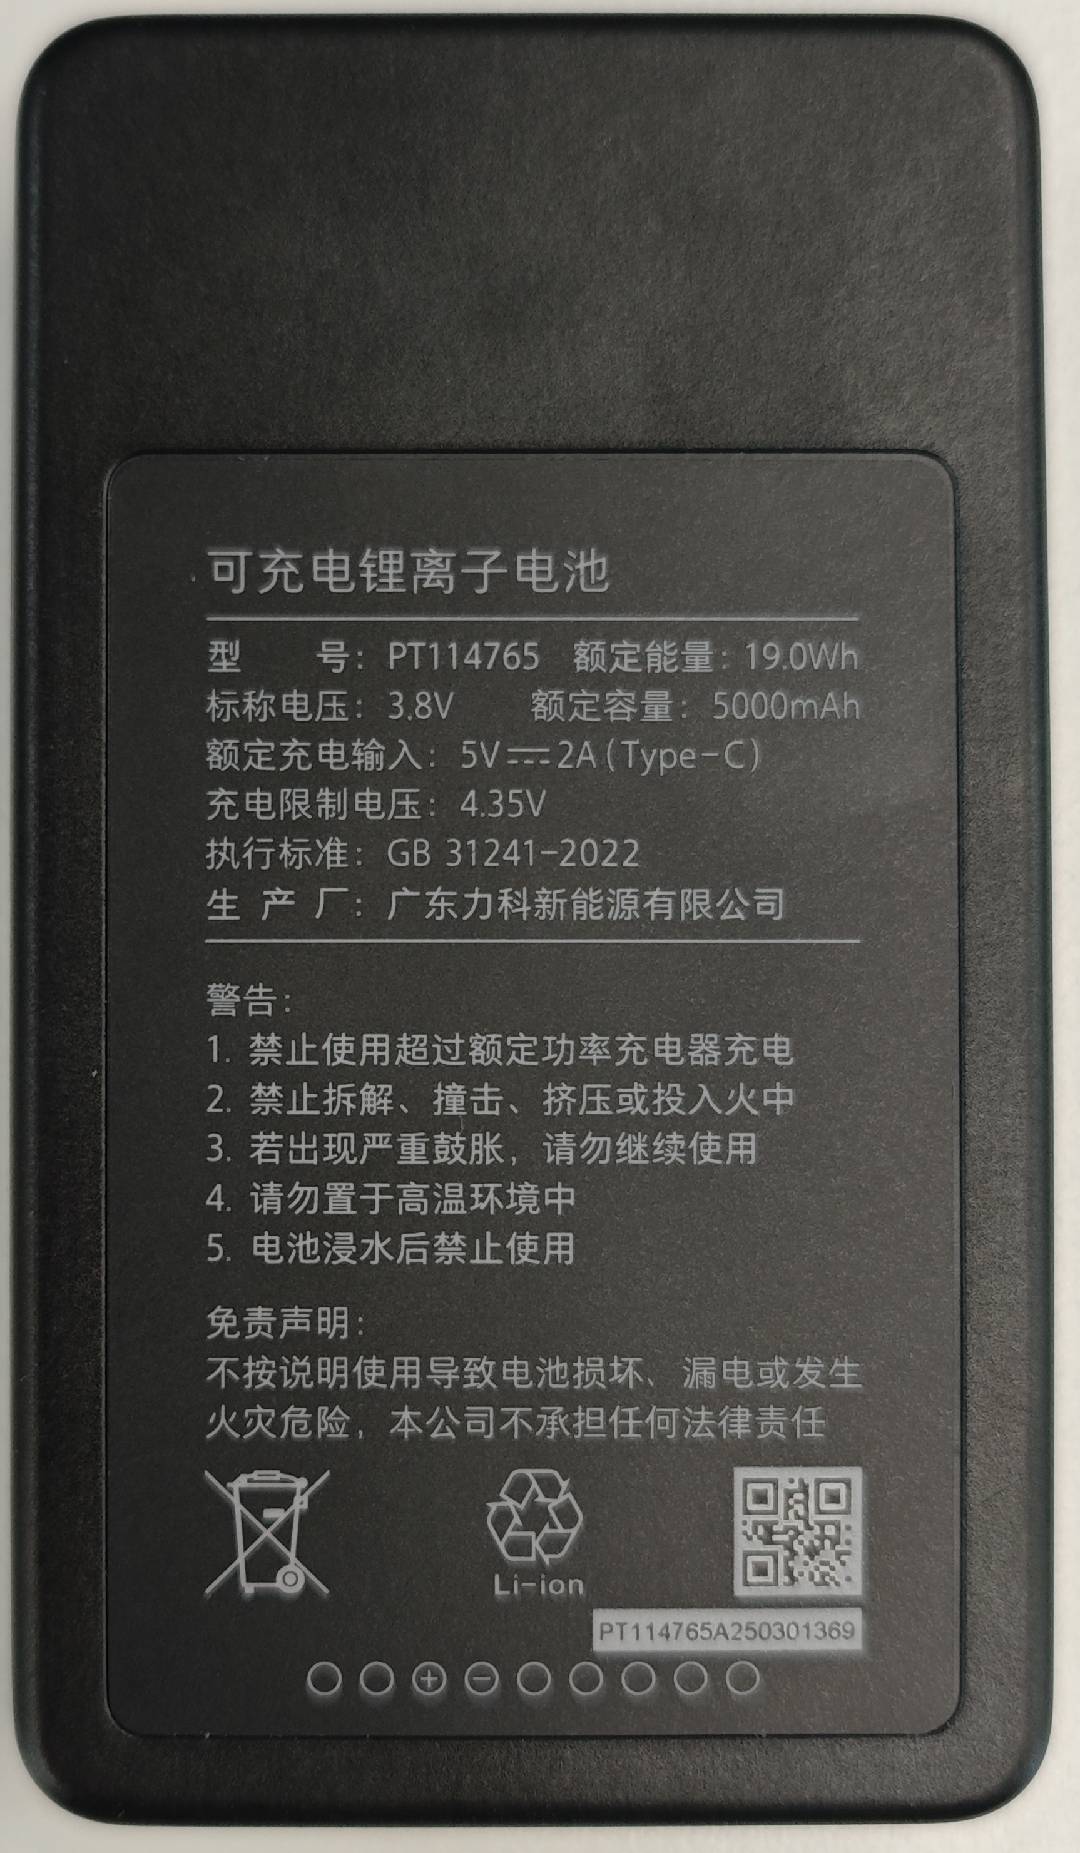 可充电锂离子电池
型 号：PT114765 额定能量：19.0Wh
标称电压：3.8V 额定容量：5000mAh
额定充电输入：5V⎓2A(Type-C)
充电限制电压：4.35V
执行标准：GB 31241-2022
生 产 厂：广东力科新能源有限公司
警告：
1. 禁止使用超过额定功率充电器充电
2. 禁止拆解、撞击、挤压或投入火中
3. 若出现严重鼓胀，请勿继续使用
4. 请勿置于高温环境中
5. 电池浸水后禁止使用
免责声明：
不按说明使用导致电池损坏、漏电或发生
火灾危险，本公司不承担任何法律责任
Li-ion
PT114765A250301369
+ −